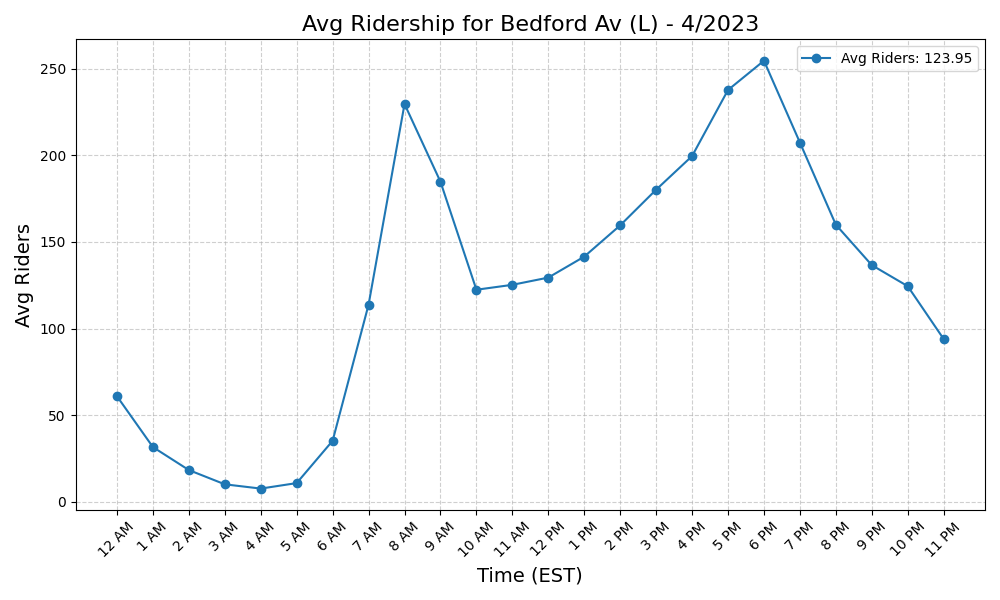 Avg Ridership for Bedford Av (L) - 4/2023
Avg Riders: 123.95
Avg Riders
250
200
150
100
50
0
12 AM
1 AM
2 AM
3 AM
4 AM
5 AM
6 AM
7 AM
8 AM
9 AM
10 AM
11 AM
12 PM
1 PM
2 PM
3 PM
4 PM
5 PM
6 PM
7 PM
8 PM
9 PM
10 PM
11 PM
Time (EST)